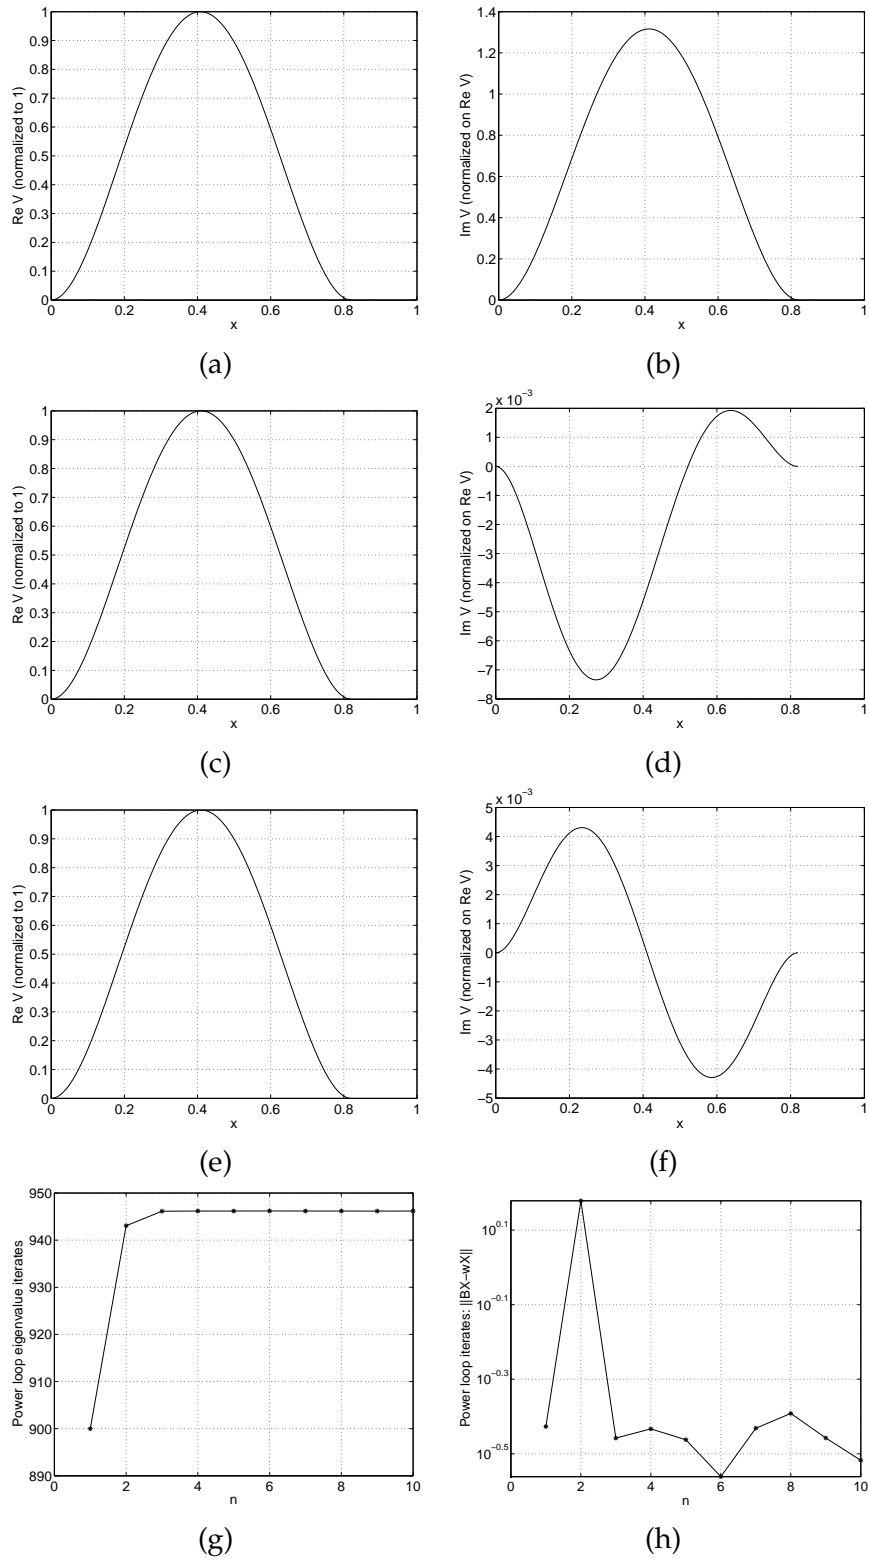 1
0.9
0.8
0.7
0.6
0.5
0.4
0.3
0.2
0.1
0
0 0.2 0.4 0.6 0.8 1
x
Re V (normalized to 1)
(a)
1.4
1.2
1
0.8
0.6
0.4
0.2
0
0 0.2 0.4 0.6 0.8 1
x
Im V (normalized on Re V)
(b)
1
0.9
0.8
0.7
0.6
0.5
0.4
0.3
0.2
0.1
0
0 0.2 0.4 0.6 0.8 1
x
Re V (normalized to 1)
(c)
x 10⁻³
2
1
0
−1
−2
−3
−4
−5
−6
−7
−8
0 0.2 0.4 0.6 0.8 1
x
Im V (normalized on Re V)
(d)
1
0.9
0.8
0.7
0.6
0.5
0.4
0.3
0.2
0.1
0
0 0.2 0.4 0.6 0.8 1
x
Re V (normalized to 1)
(e)
x 10⁻³
5
4
3
2
1
0
−1
−2
−3
−4
−5
0 0.2 0.4 0.6 0.8 1
x
Im V (normalized on Re V)
(f)
950
940
930
920
910
900
890
0 2 4 6 8 10
n
Power loop eigenvalue iterates
(g)
10^0.1
10^−0.1
10^−0.3
10^−0.5
0 2 4 6 8 10
n
Power loop iterates: ||BX−wX||
(h)